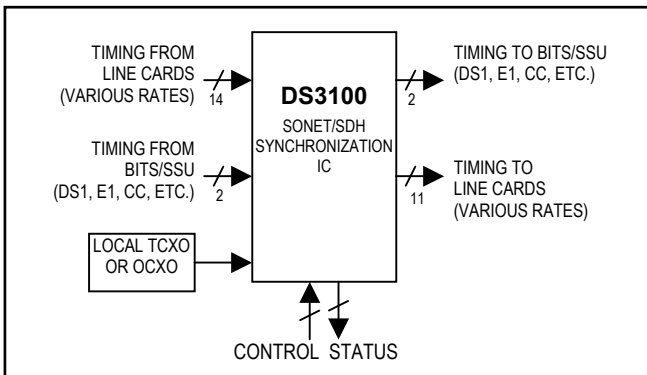 TIMING FROM
LINE CARDS
(VARIOUS RATES)
14
TIMING FROM
BITS/SSU
(DS1, E1, CC, ETC.)
2
LOCAL TCXO
OR OCXO
DS3100
SONET/SDH
SYNCHRONIZATION
IC
TIMING TO BITS/SSU
(DS1, E1, CC, ETC.)
2
TIMING TO
LINE CARDS
(VARIOUS RATES)
11
CONTROL STATUS